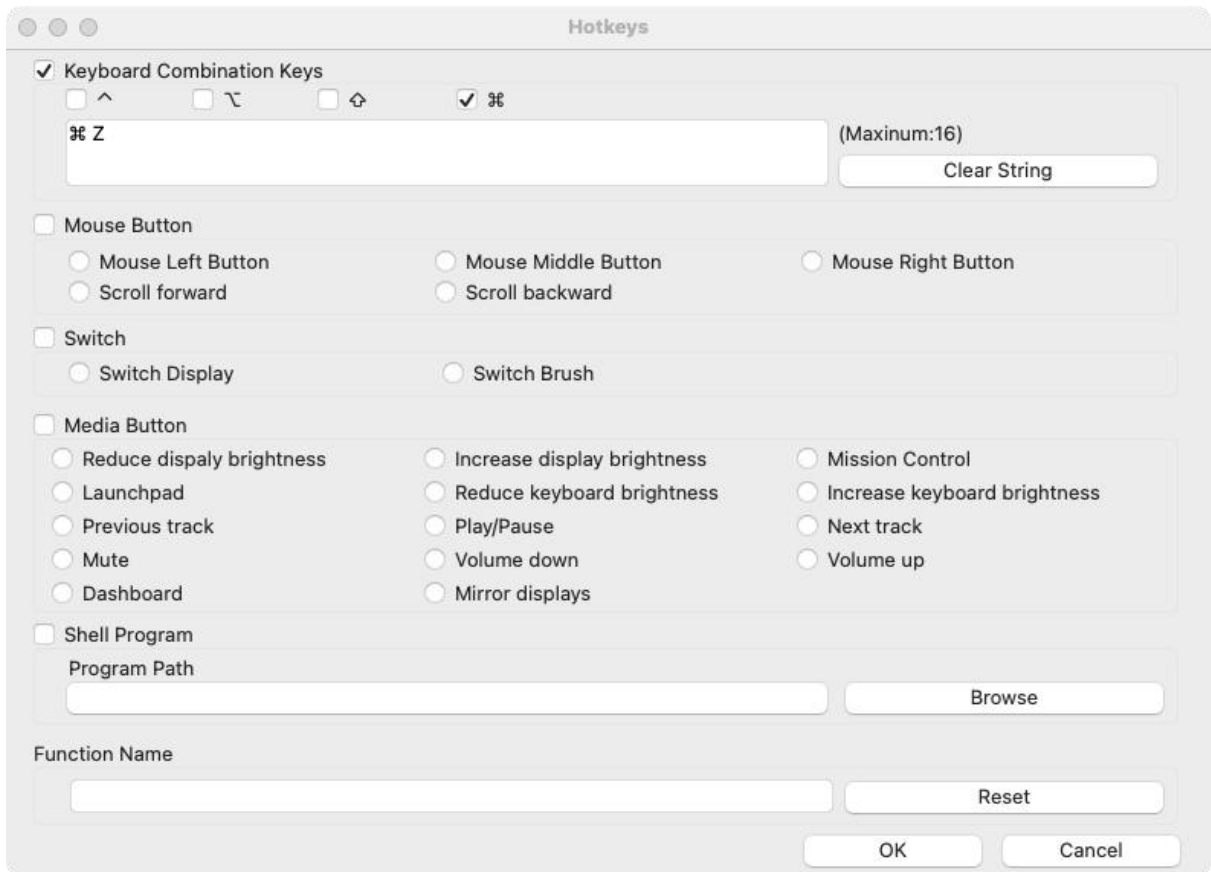 Hotkeys
Keyboard Combination Keys
^ ⌥ ⇧ ⌘
⌘ Z
(Maxinum:16)
Clear String
Mouse Button
Mouse Left Button Mouse Middle Button Mouse Right Button
Scroll forward Scroll backward
Switch
Switch Display Switch Brush
Media Button
Reduce dispaly brightness Increase display brightness Mission Control
Launchpad Reduce keyboard brightness Increase keyboard brightness
Previous track Play/Pause Next track
Mute Volume down Volume up
Dashboard Mirror displays
Shell Program
Program Path
Browse
Function Name
Reset
OK Cancel